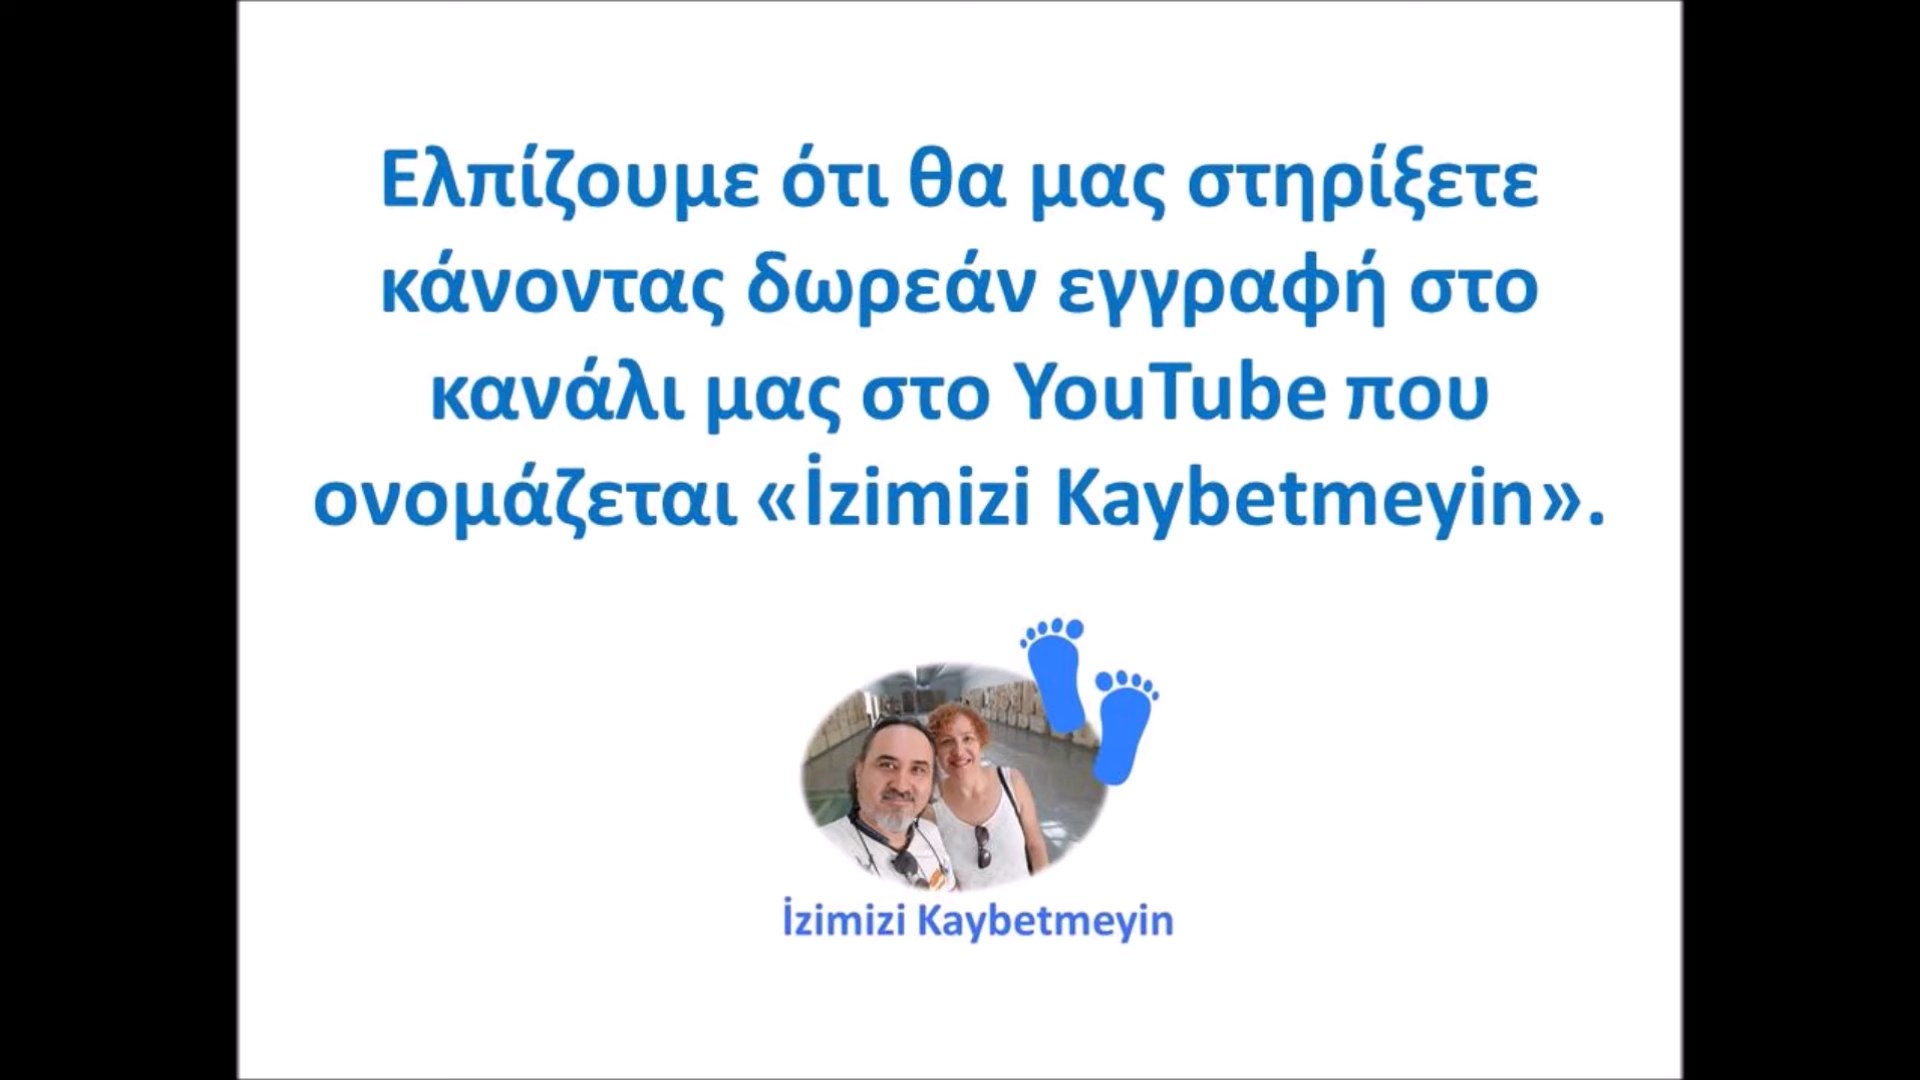 Ελπίζουμε ότι θα μας στηρίξετε
κάνοντας δωρεάν εγγραφή στο
κανάλι μας στο YouTube που
ονομάζεται «İzimizi Kaybetmeyin».
İzimizi Kaybetmeyin